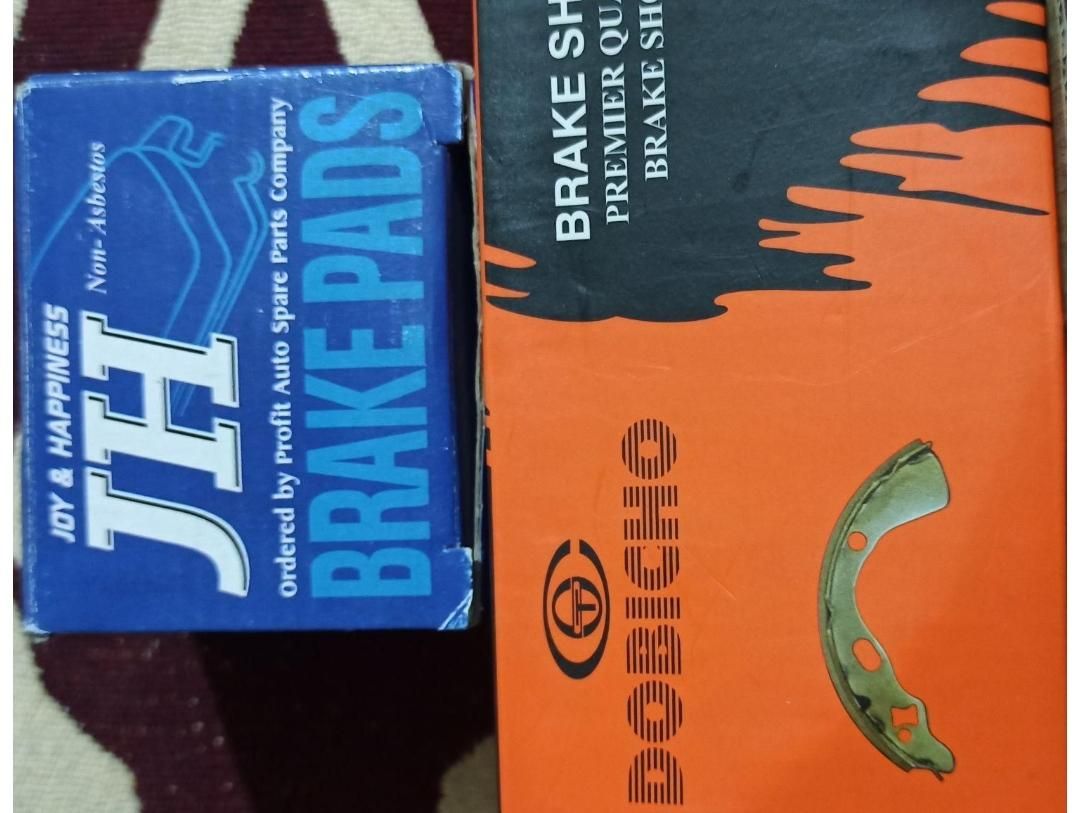 JOY & HAPPINESS
JH
Non-Asbestos
Ordered by Profit Auto Spare Parts Company
BRAKE PADS
BRAKE SH
PREMIER QUA
BRAKE SHO
DOBICHO